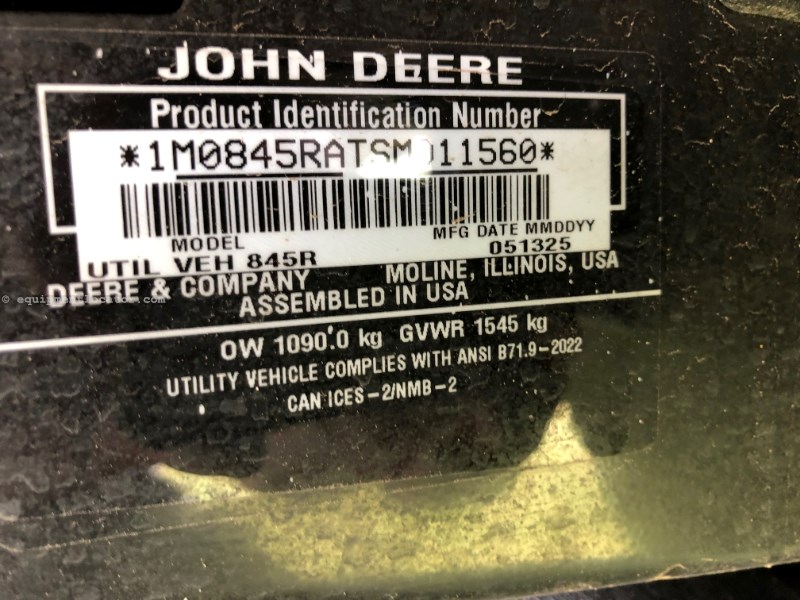 JOHN DEERE
Product Identification Number
MODEL MFG DATE MMDDYY
UTIL VEH 845R 051325
DEERE & COMPANY MOLINE, ILLINOIS, USA
ASSEMBLED IN USA
OW 1090.0 kg GVWR 1545 kg
UTILITY VEHICLE COMPLIES WITH ANSI B71.9-2022
CAN ICES-2/NMB-2
© equipmentlocator.com